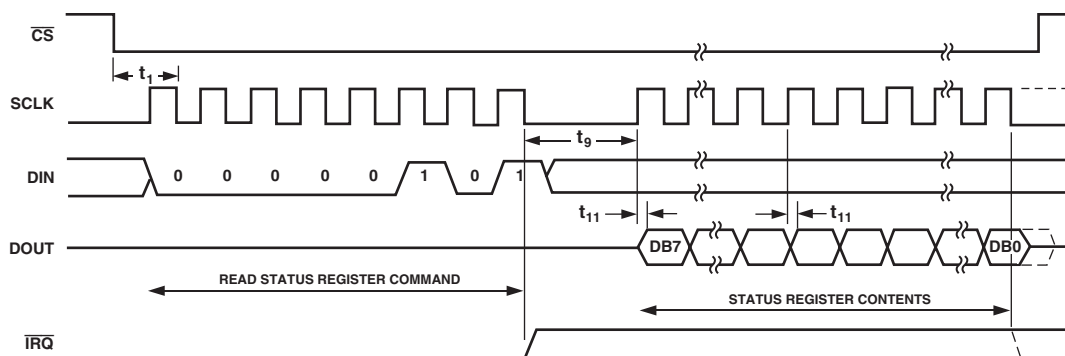 CS
t1
SCLK
t9
DIN
0 0 0 0 0 1 0 1
t11 t11
DOUT
DB7 DB0
READ STATUS REGISTER COMMAND STATUS REGISTER CONTENTS
IRQ